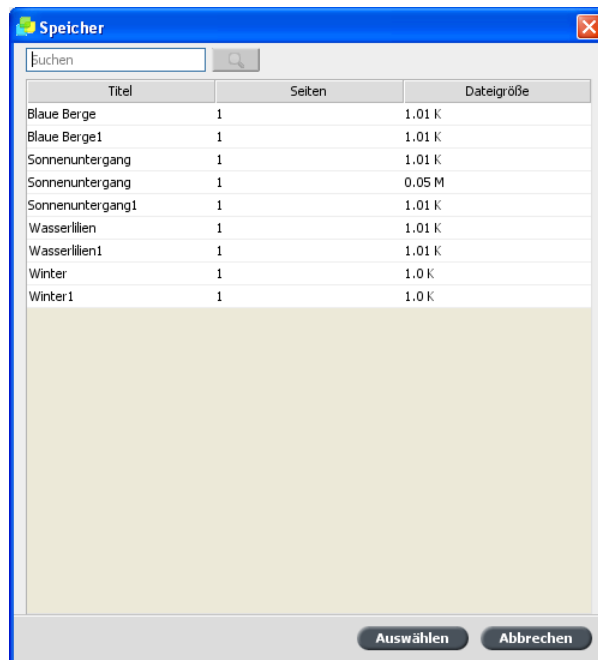 Speicher
Suchen
Titel Seiten Dateigröße
Blaue Berge 1 1.01 K
Blaue Berge1 1 1.01 K
Sonnenuntergang 1 1.01 K
Sonnenuntergang 1 0.05 M
Sonnenuntergang1 1 1.01 K
Wasserlilien 1 1.01 K
Wasserlilien1 1 1.01 K
Winter 1 1.0 K
Winter1 1 1.0 K
Auswählen Abbrechen